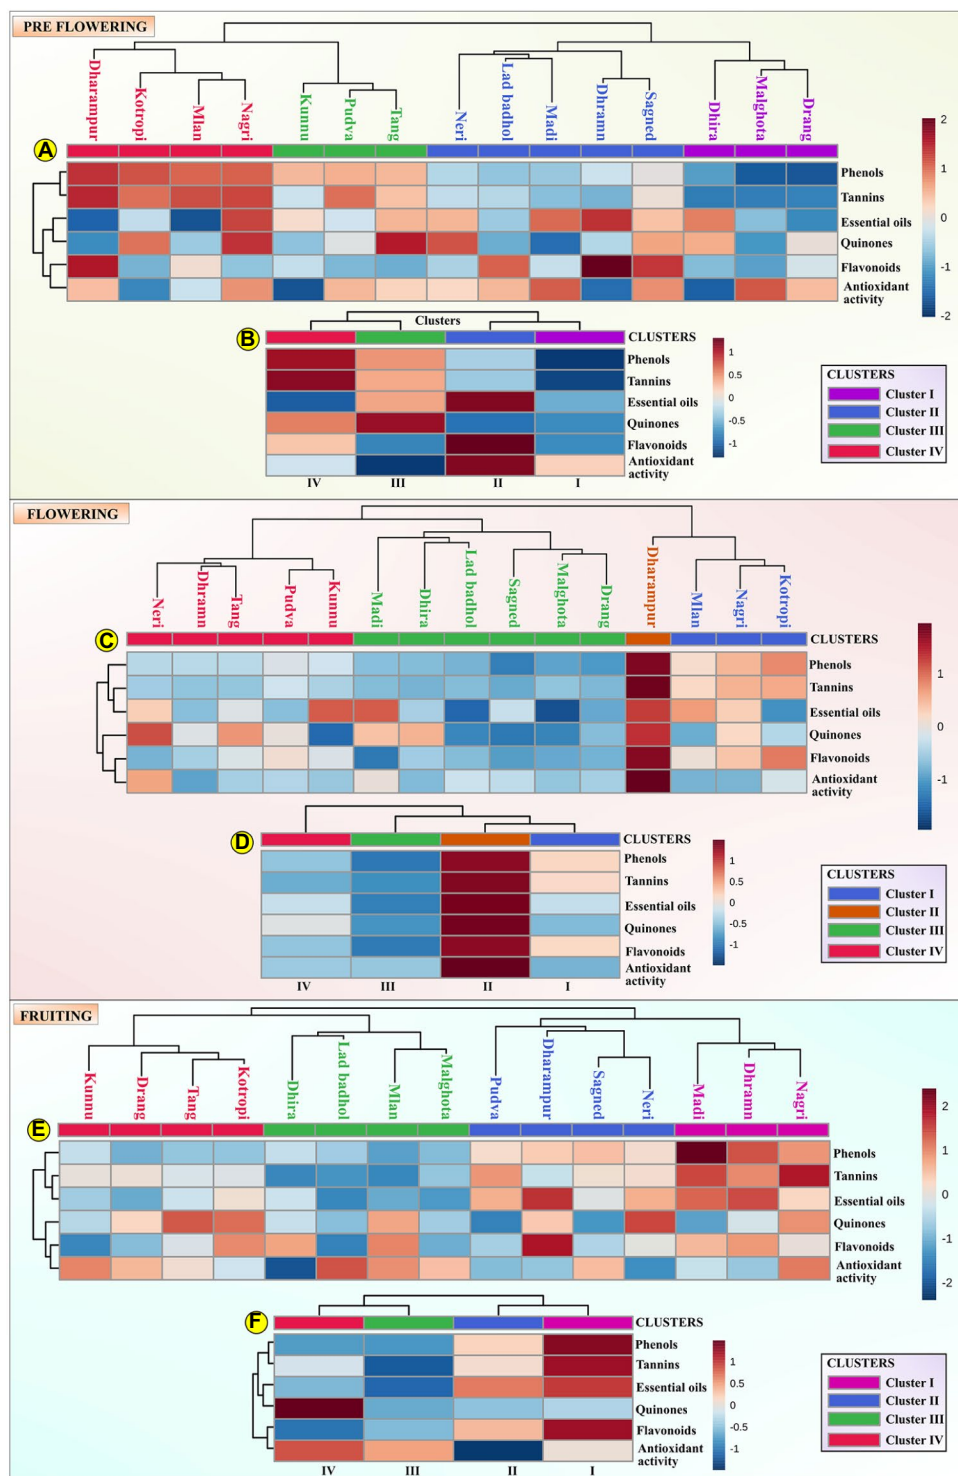 PRE FLOWERING
Dharampur
Kotropi
Mlan
Nagri
Kunnu
Pudva
Tang
Neri
Lad badhol
Madi
Dhramn
Sagned
Dhira
Malghota
Drang
A
Phenols
Tannins
Essential oils
Quinones
Flavonoids
Antioxidant
activity
2
1
0
-1
-2
B
Clusters
CLUSTERS
Phenols
Tannins
Essential oils
Quinones
Flavonoids
Antioxidant
activity
IV III II I
1
0.5
0
-0.5
-1
CLUSTERS
Cluster I
Cluster II
Cluster III
Cluster IV
FLOWERING
Neri
Dhramn
Tang
Pudva
Kunnu
Madi
Dhira
Lad badhol
Sagned
Malghota
Drang
Dharampur
Mlan
Nagri
Kotropi
C
CLUSTERS
Phenols
Tannins
Essential oils
Quinones
Flavonoids
Antioxidant
activity
1
0
-1
D
CLUSTERS
Phenols
Tannins
Essential oils
Quinones
Flavonoids
Antioxidant
activity
IV III II I
1
0.5
0
-0.5
-1
CLUSTERS
Cluster I
Cluster II
Cluster III
Cluster IV
FRUITING
Kunnu
Drang
Tang
Kotropi
Dhira
Lad badhol
Mlan
Malghota
Pudva
Dharampur
Sagned
Neri
Madi
Dhramn
Nagri
E
Phenols
Tannins
Essential oils
Quinones
Flavonoids
Antioxidant
activity
2
1
0
-1
-2
F
CLUSTERS
Phenols
Tannins
Essential oils
Quinones
Flavonoids
Antioxidant
activity
IV III II I
1
0.5
0
-0.5
-1
CLUSTERS
Cluster I
Cluster II
Cluster III
Cluster IV